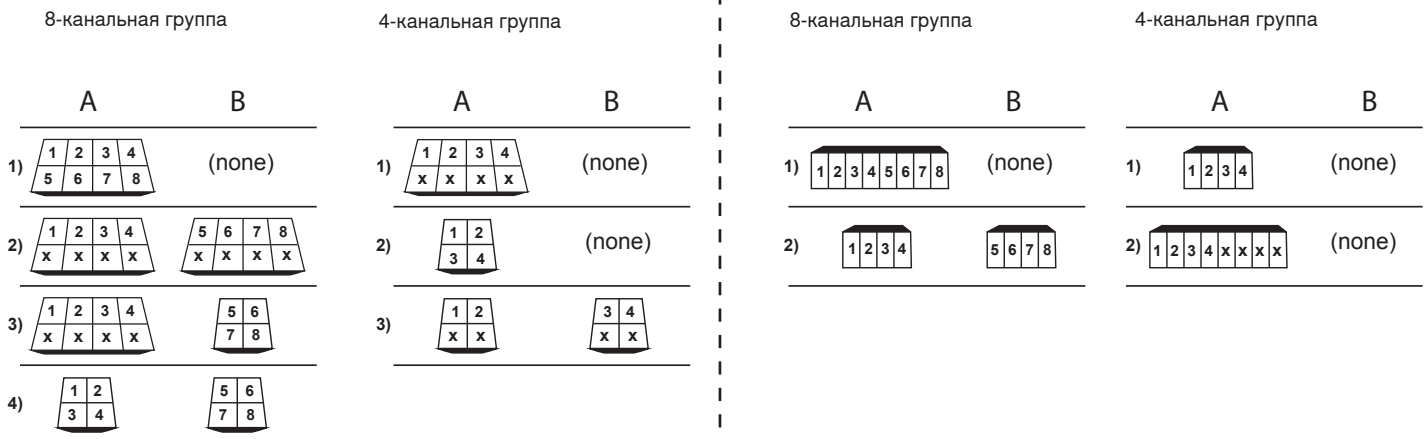 8-канальная группа
A B
1) 1 2 3 4 (none)
5 6 7 8
2) 1 2 3 4 5 6 7 8
x x x x x x x x
3) 1 2 3 4 5 6
x x x x 7 8
4) 1 2 5 6
3 4 7 8
4-канальная группа
A B
1) 1 2 3 4 (none)
x x x x
2) 1 2 (none)
3 4
3) 1 2 3 4
x x x x
8-канальная группа
A B
1) 1 2 3 4 5 6 7 8 (none)
2) 1 2 3 4 5 6 7 8
4-канальная группа
A B
1) 1 2 3 4 (none)
2) 1 2 3 4 x x x x (none)